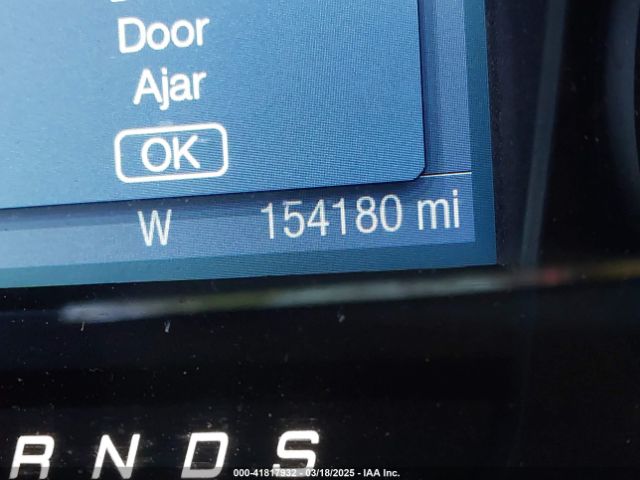 Door
Ajar
OK
W 154180 mi
R N D S
000-41817932 - 03/18/2025 - IAA Inc.